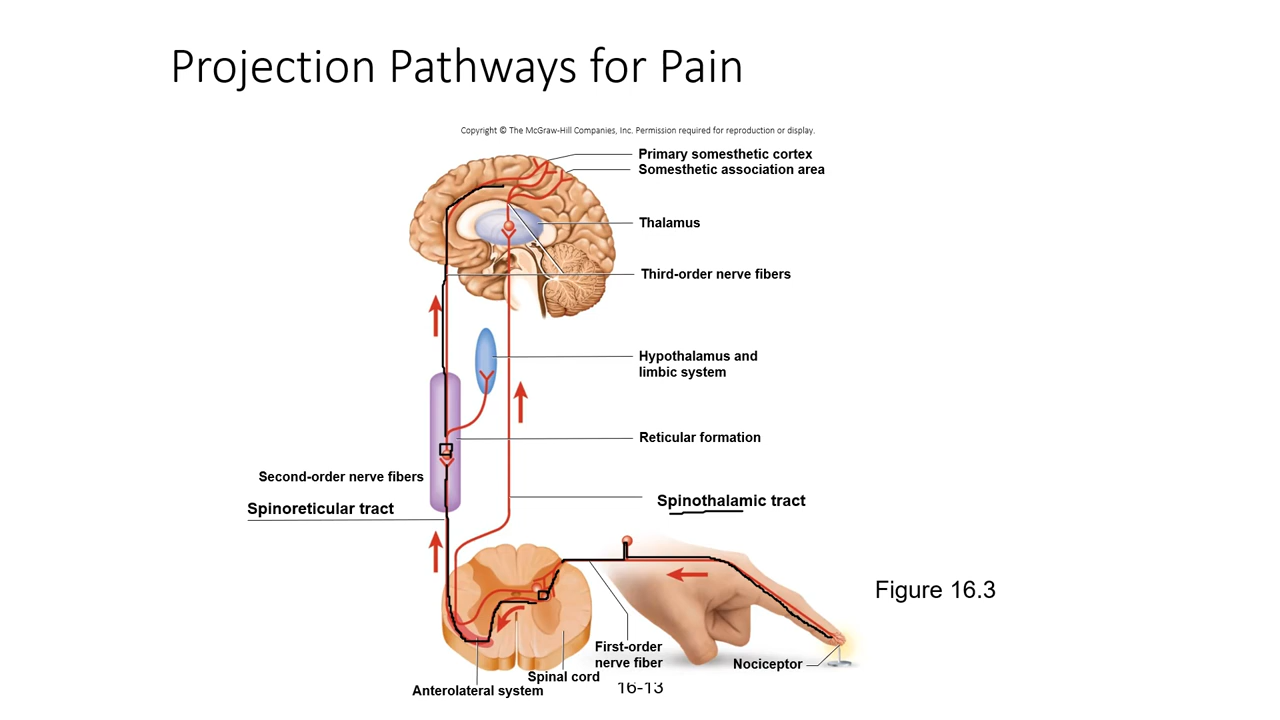 Projection Pathways for Pain
Copyright © The McGraw-Hill Companies, Inc. Permission required for reproduction or display.
Primary somesthetic cortex
Somesthetic association area
Thalamus
Third-order nerve fibers
Hypothalamus and
limbic system
Reticular formation
Second-order nerve fibers
Spinothalamic tract
Spinoreticular tract
Figure 16.3
First-order
nerve fiber
Nociceptor
Spinal cord
Anterolateral system
16-13